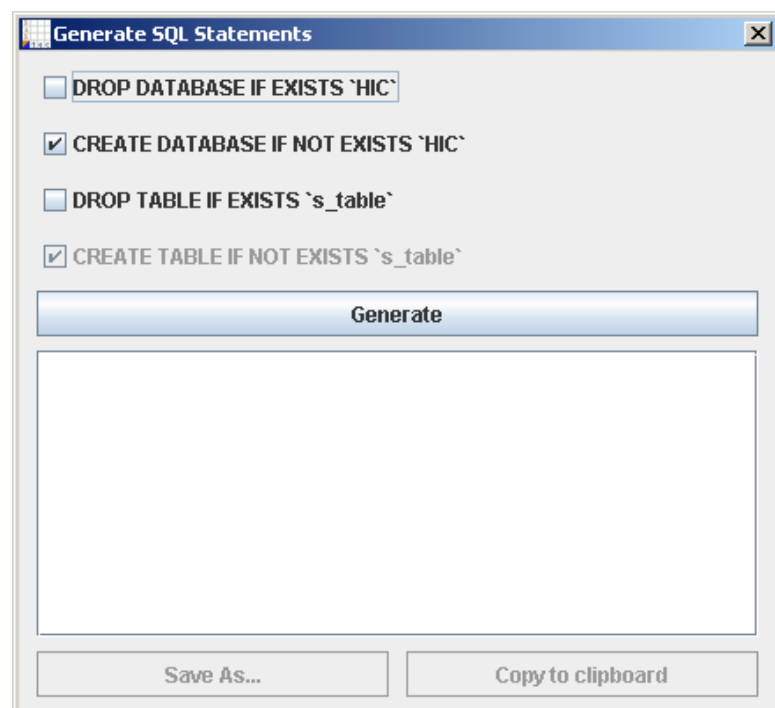 Generate SQL Statements
DROP DATABASE IF EXISTS `HIC`
CREATE DATABASE IF NOT EXISTS `HIC`
DROP TABLE IF EXISTS `s_table`
CREATE TABLE IF NOT EXISTS `s_table`
Generate
Save As...
Copy to clipboard